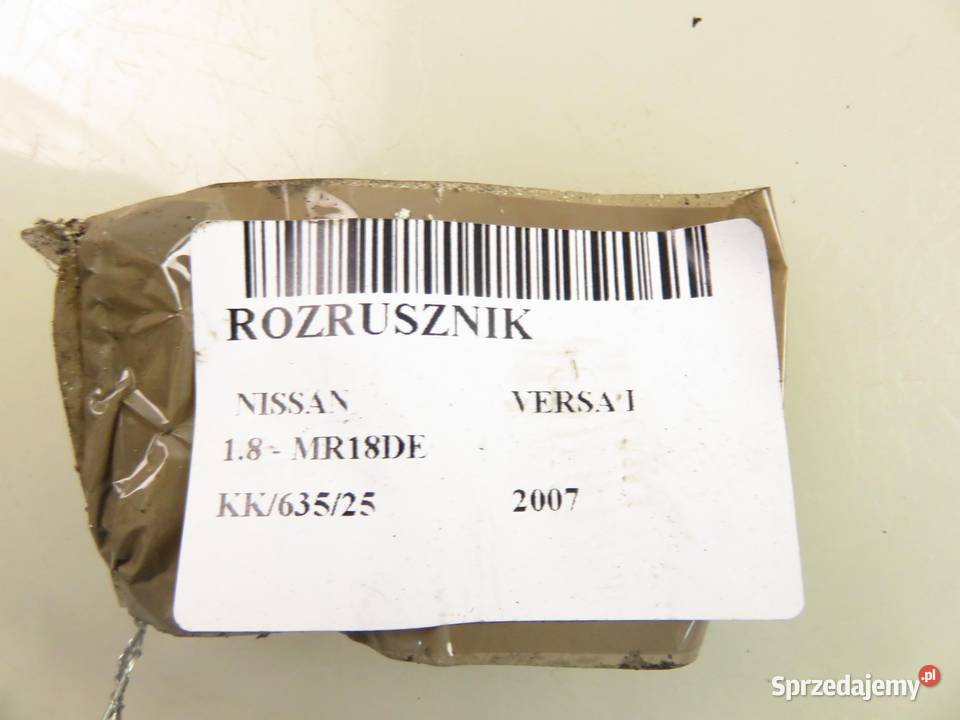 ROZRUSZNIK
NISSAN VERSA I
1.8 - MR18DE
KK/635/25 2007
Sprzedajemy.pl